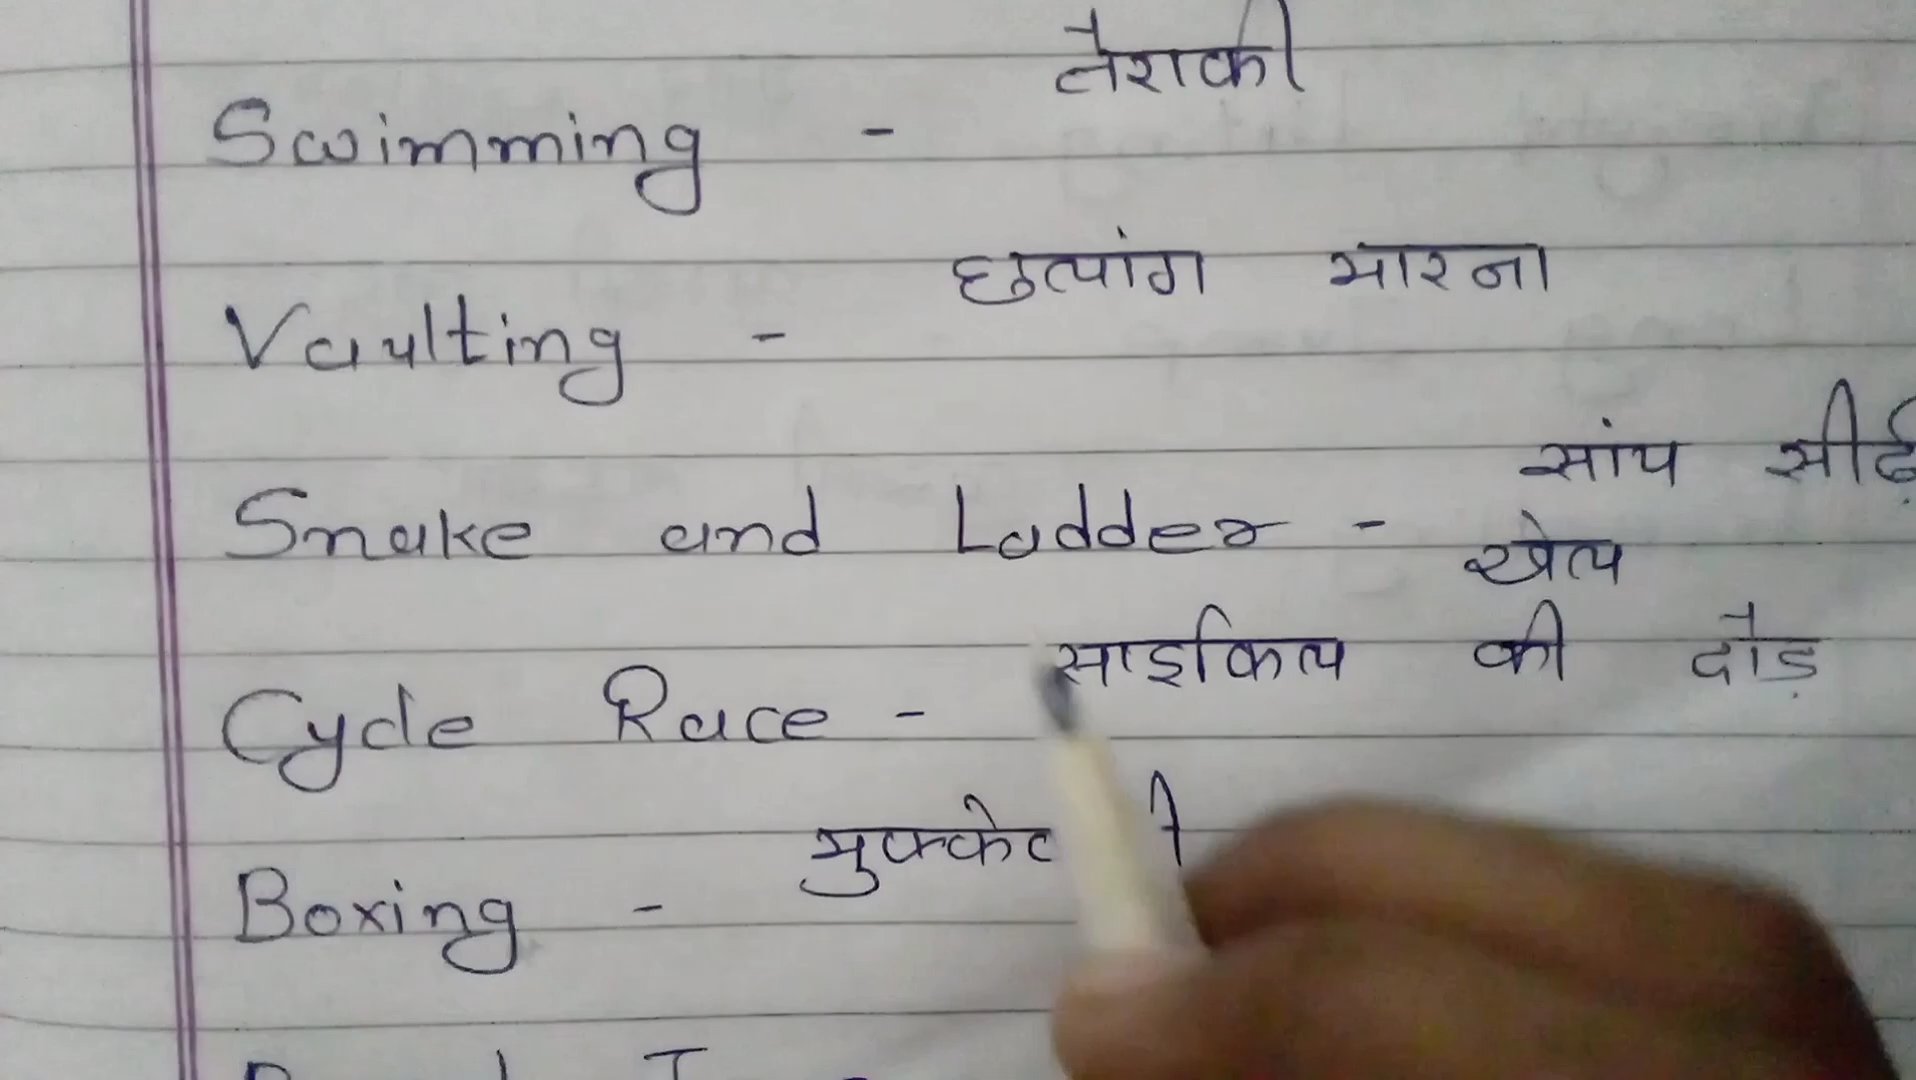 Swimming - तैराकी
Vaulting - छलांग मारना
Snake and Ladder - सांप
खेल
Cycle Race - साइकिल की दौड़
Boxing -